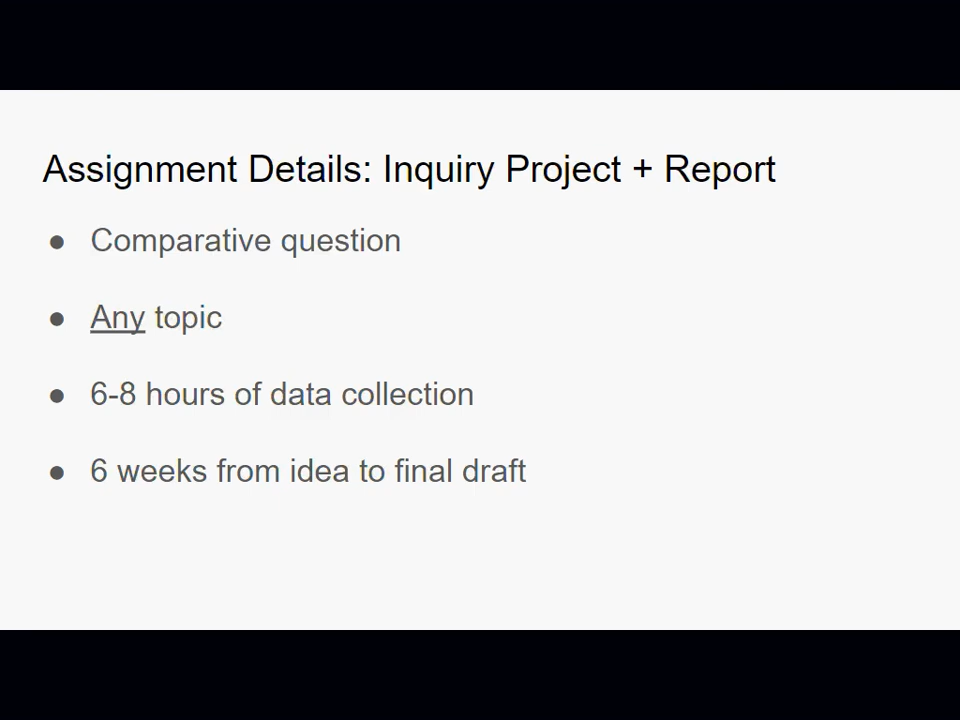 Assignment Details: Inquiry Project + Report
● Comparative question
● Any topic
● 6-8 hours of data collection
● 6 weeks from idea to final draft